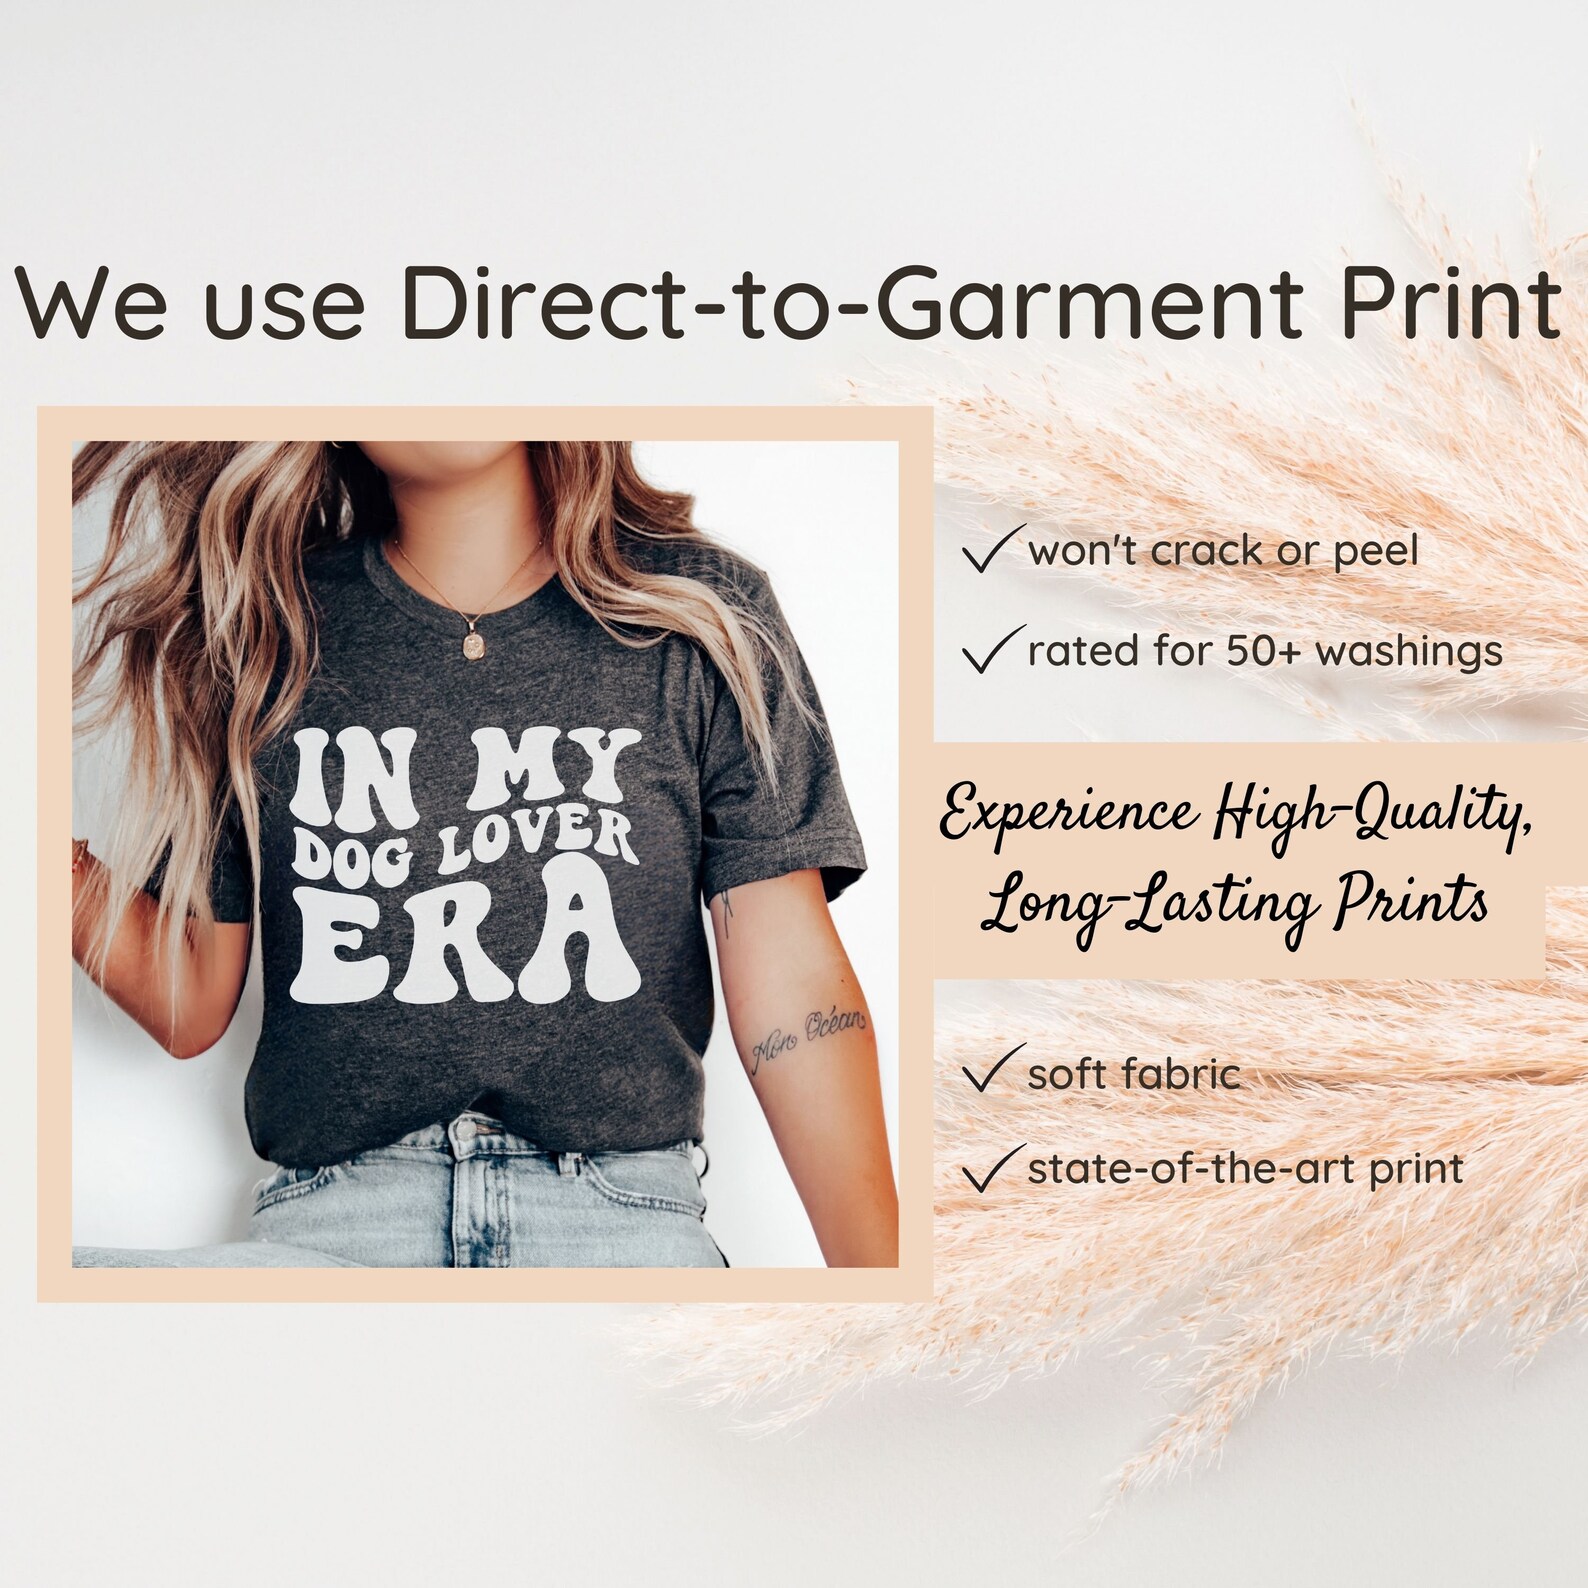 We use Direct-to-Garment Print
IN MY
DOG LOVER
ERA
Mon Océan
won't crack or peel
rated for 50+ washings
Experience High-Quality,
Long-Lasting Prints
soft fabric
state-of-the-art print